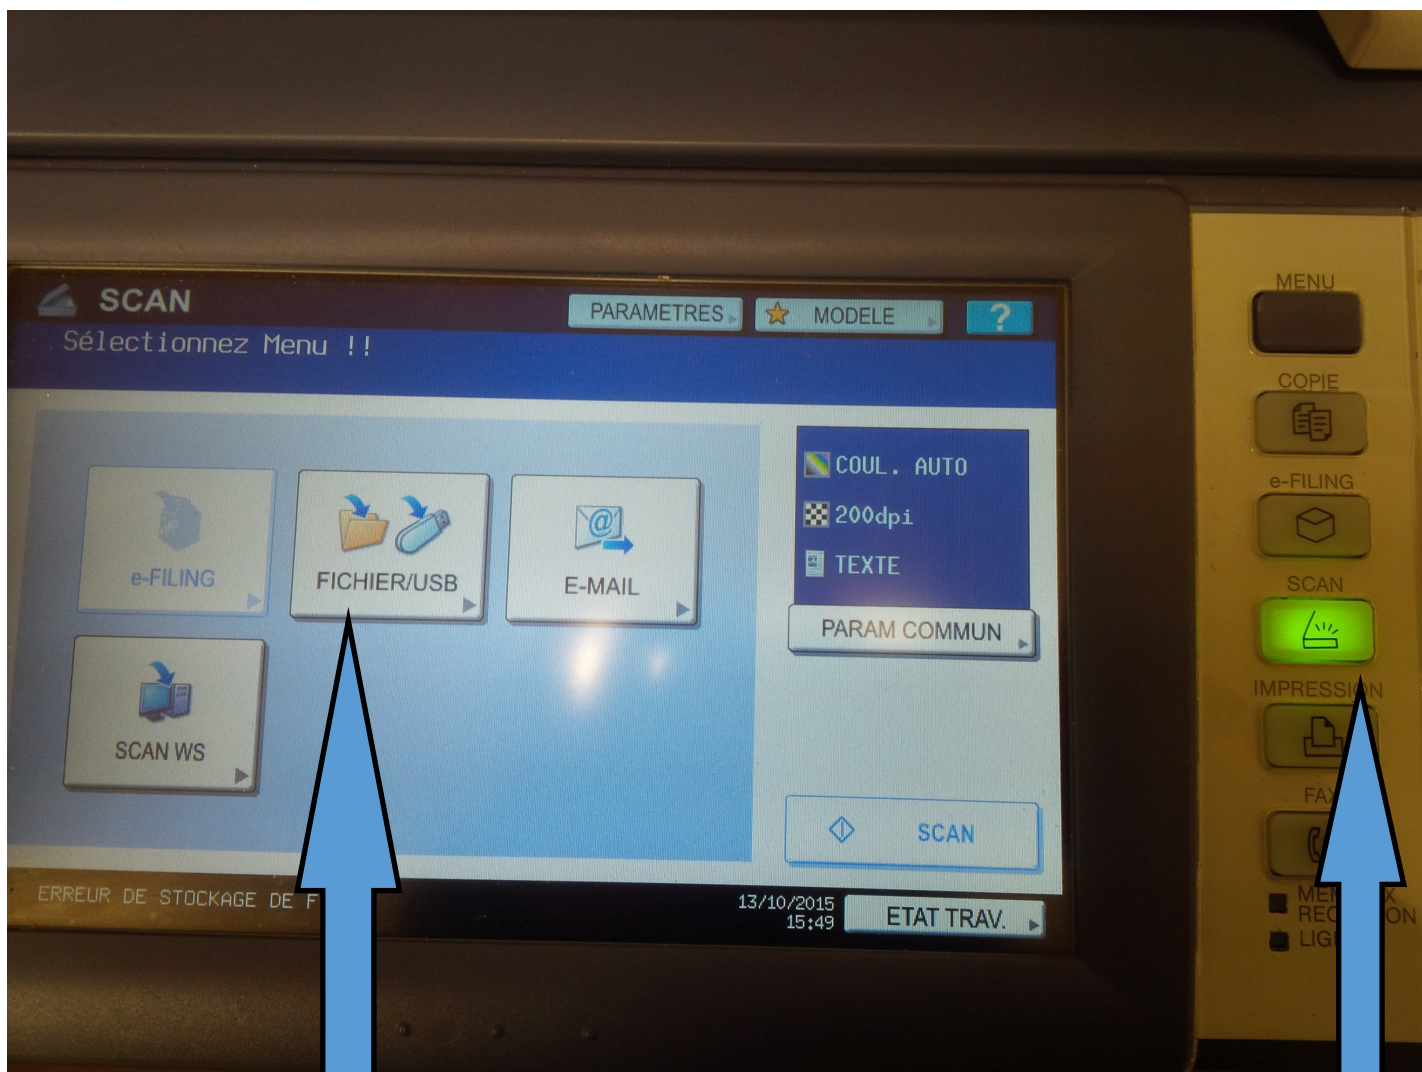 SCAN
PARAMETRES
MODELE
?
Sélectionnez Menu !!
e-FILING
FICHIER/USB
E-MAIL
SCAN WS
COUL. AUTO
200dpi
TEXTE
PARAM COMMUN
SCAN
ERREUR DE STOCKAGE DE F
13/10/2015
15:49
ETAT TRAV.
MENU
COPIE
e-FILING
SCAN
IMPRESSION